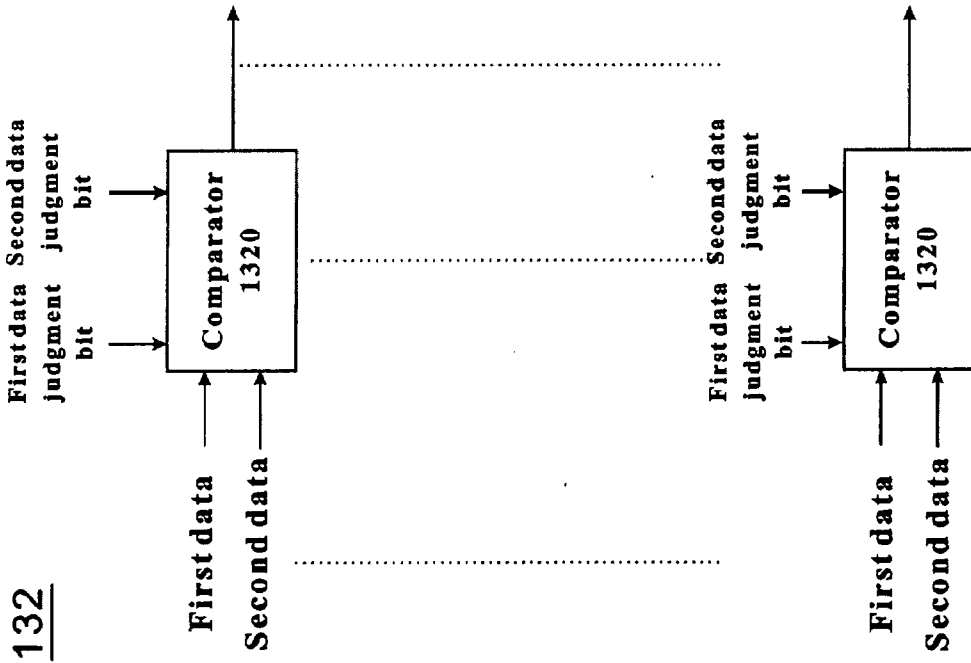 132
First data Second data
judgment judgment
bit bit
First data
Second data
Comparator
1320
First data Second data
judgment judgment
bit bit
First data
Second data
Comparator
1320